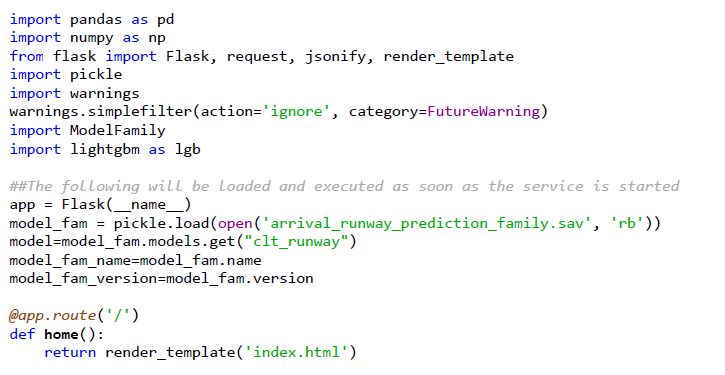 import pandas as pd
import numpy as np
from flask import Flask, request, jsonify, render_template
import pickle
import warnings
warnings.simplefilter(action='ignore', category=FutureWarning)
import ModelFamily
import lightgbm as lgb

##The following will be loaded and executed as soon as the service is started
app = Flask(__name__)
model_fam = pickle.load(open('arrival_runway_prediction_family.sav', 'rb'))
model=model_fam.models.get("clt_runway")
model_fam_name=model_fam.name
model_fam_version=model_fam.version

@app.route('/')
def home():
    return render_template('index.html')